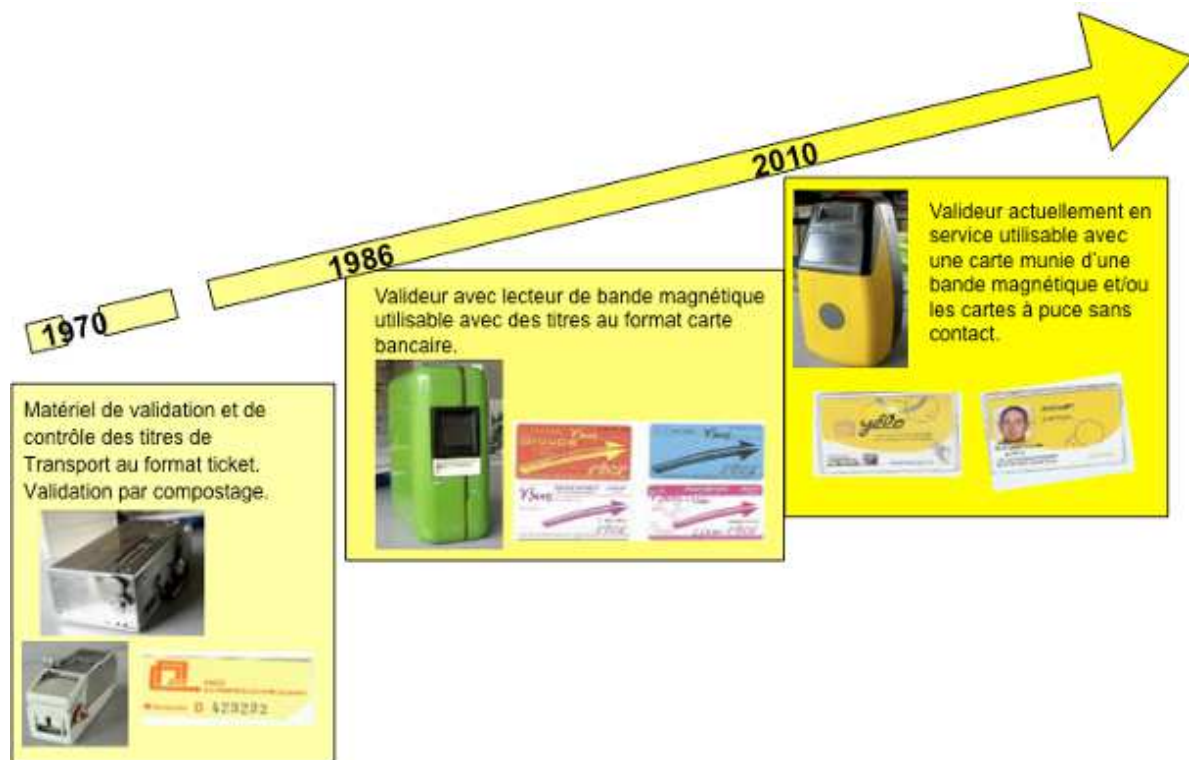 1970
1986
2010
Matériel de validation et de
contrôle des titres de
Transport au format ticket.
Validation par compostage.
D 429292
Valideur avec lecteur de bande magnétique
utilisable avec des titres au format carte
bancaire.
Valideur actuellement en
service utilisable avec
une carte munie d'une
bande magnétique et/ou
les cartes à puce sans
contact.
yélo